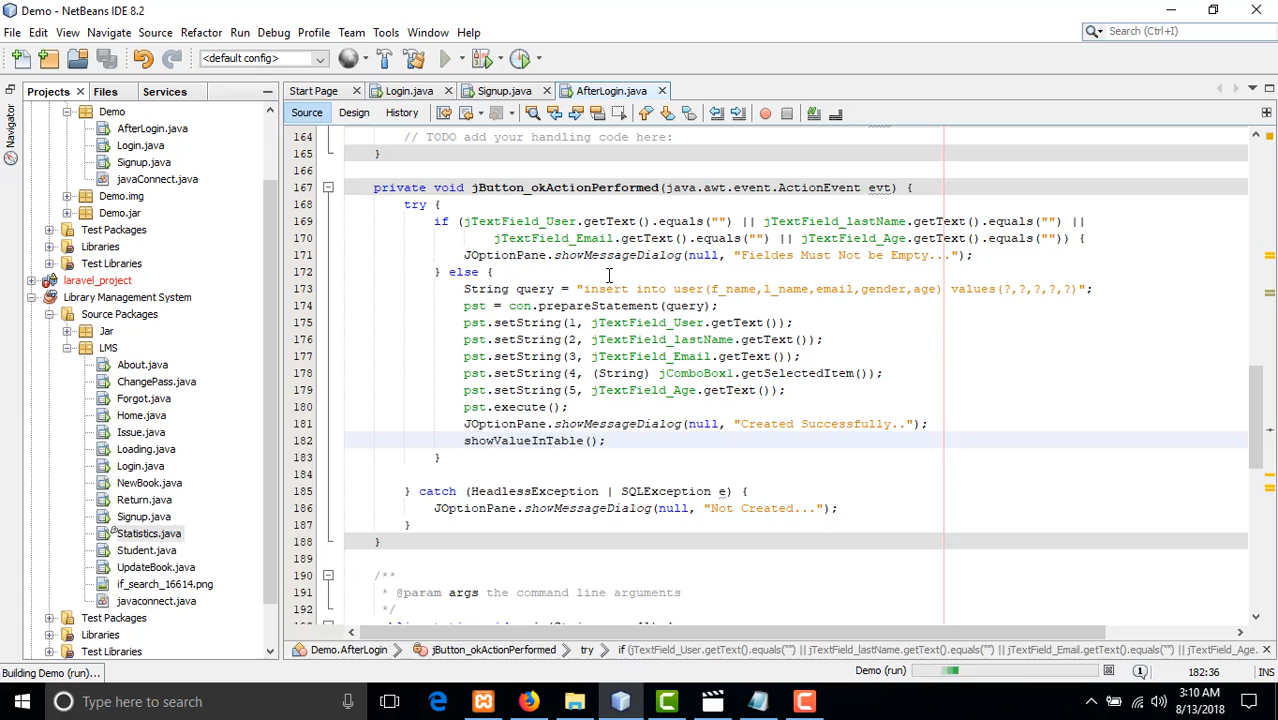 Demo - NetBeans IDE 8.2
File Edit View Navigate Source Refactor Run Debug Profile Team Tools Window Help
Search (Ctrl+I)
<default config>
Projects Files Services
Start Page Login.java Signup.java AfterLogin.java
Source Design History
Navigator
Demo
AfterLogin.java
Login.java
Signup.java
javaConnect.java
Demo.img
Demo.jar
Test Packages
Libraries
Test Libraries
laravel_project
Library Management System
Source Packages
Jar
LMS
About.java
ChangePass.java
Forgot.java
Home.java
Issue.java
Loading.java
Login.java
NewBook.java
Return.java
Signup.java
Statistics.java
Student.java
UpdateBook.java
if_search_16614.png
javaconnect.java
Test Packages
Libraries
Test Libraries
164 // TODO add your handling code here:
165 }
166
167 private void jButton_okActionPerformed(java.awt.event.ActionEvent evt) {
168 try {
169 if (jTextField_User.getText().equals("") || jTextField_lastName.getText().equals("") ||
170 jTextField_Email.getText().equals("") || jTextField_Age.getText().equals("")) {
171 JOptionPane.showMessageDialog(null, "Fieldes Must Not be Empty...");
172 } else {
173 String query = "insert into user(f_name,l_name,email,gender,age) values(?,?,?,?,?)";
174 pst = con.prepareStatement(query);
175 pst.setString(1, jTextField_User.getText());
176 pst.setString(2, jTextField_lastName.getText());
177 pst.setString(3, jTextField_Email.getText());
178 pst.setString(4, (String) jComboBox1.getSelectedItem());
179 pst.setString(5, jTextField_Age.getText());
180 pst.execute();
181 JOptionPane.showMessageDialog(null, "Created Successfully..");
182 showValueInTable();
183 }
184
185 } catch (HeadlessException | SQLException e) {
186 JOptionPane.showMessageDialog(null, "Not Created...");
187 }
188 }
189
190 /**
191 * @param args the command line arguments
192 */
Demo.AfterLogin jButton_okActionPerformed try if (jTextField_User.getText().equals("") || jTextField_lastName.getText().equals("") || jTextField_Email.getText().equals("") || jTextField_Age.
Building Demo (run)...
Demo (run)
1
182:36
INS
Type here to search
3:10 AM
8/13/2018